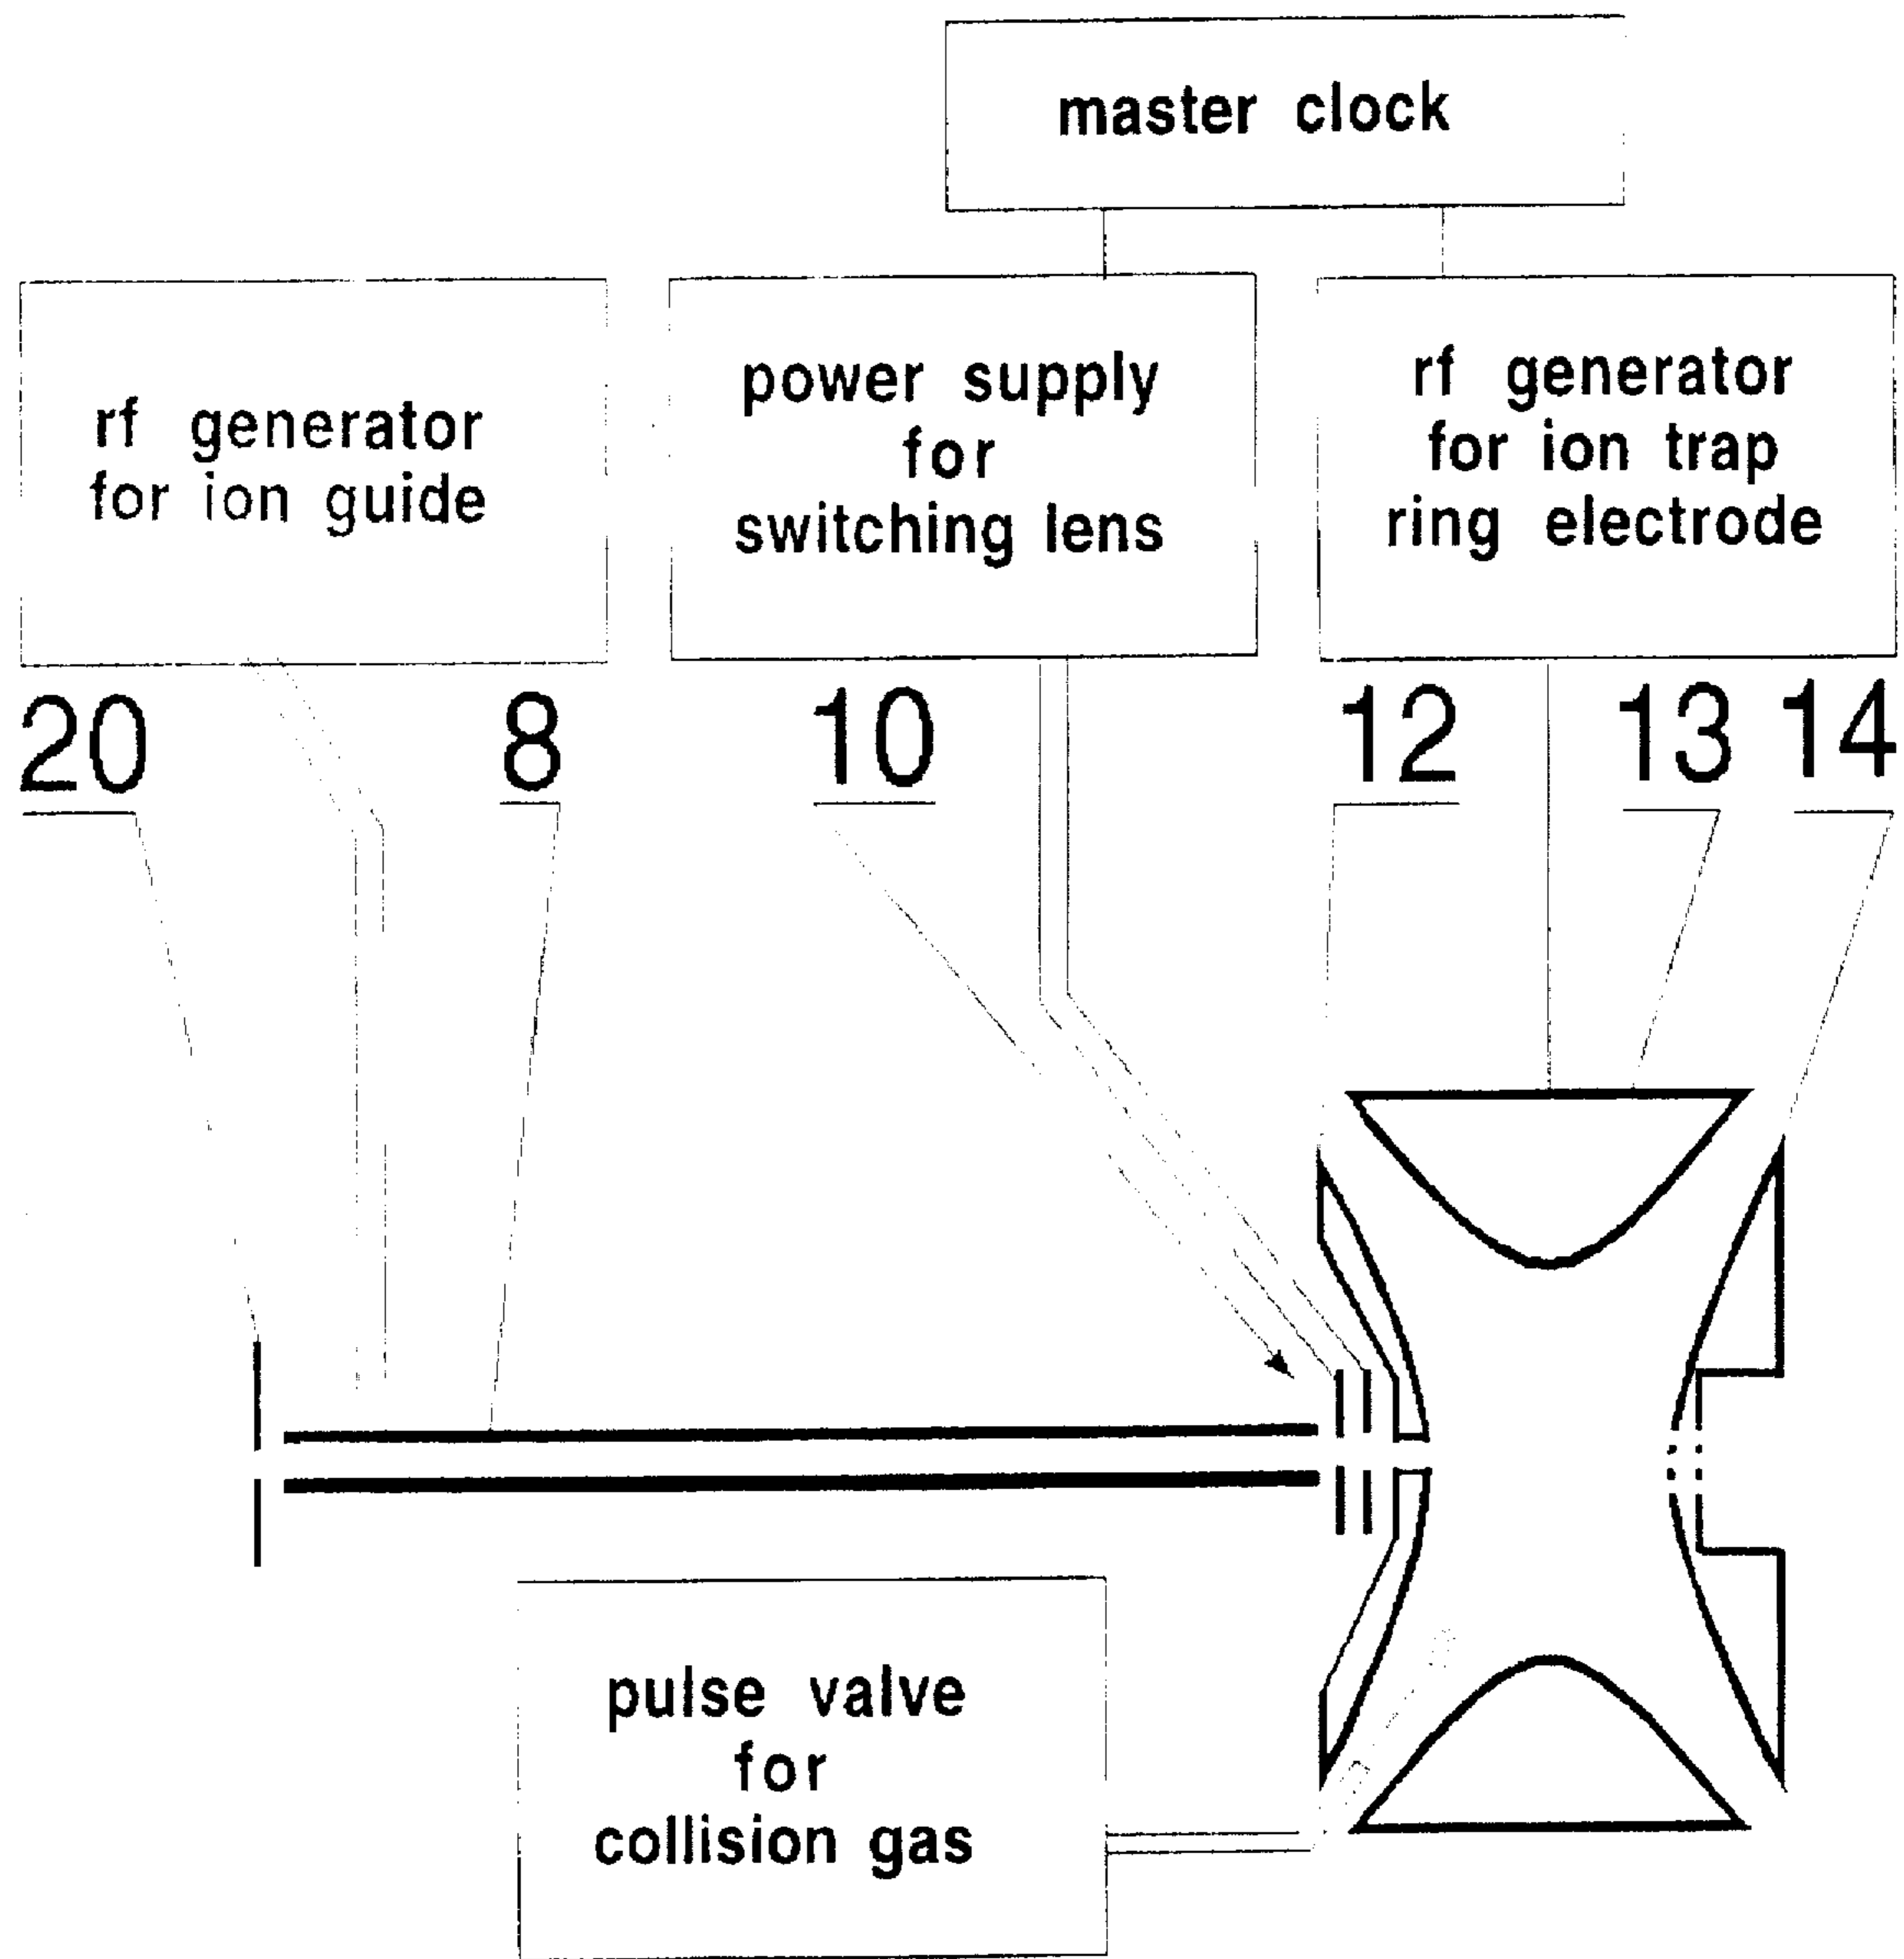 master clock
rf generator
for ion guide
power supply
for
switching lens
rf generator
for ion trap
ring electrode
20
8
10
12
13
14
pulse valve
for
collision gas